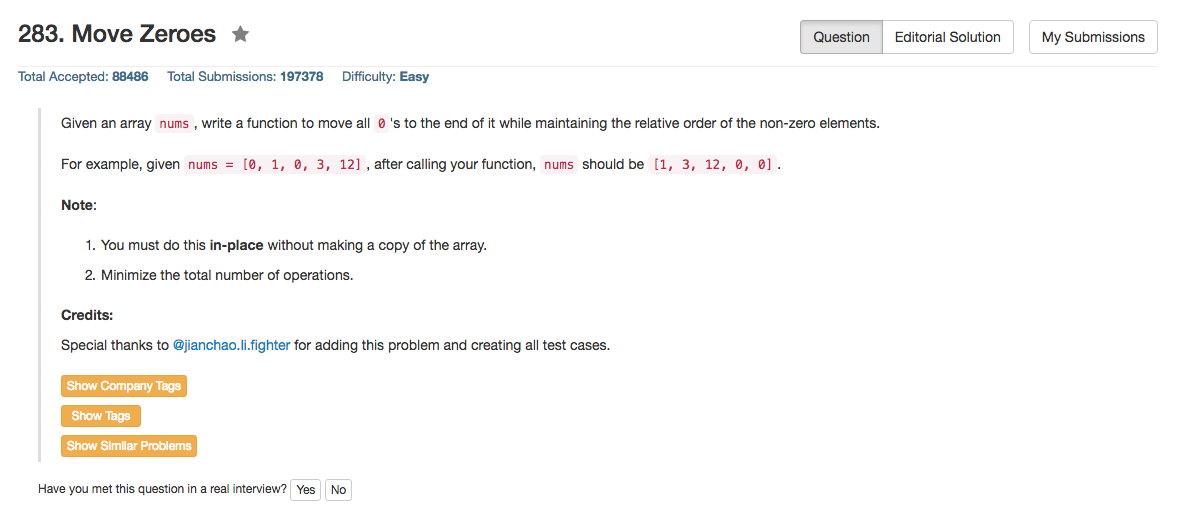 283. Move Zeroes
Question Editorial Solution My Submissions
Total Accepted: 88486 Total Submissions: 197378 Difficulty: Easy
Given an array nums , write a function to move all 0 's to the end of it while maintaining the relative order of the non-zero elements.
For example, given nums = [0, 1, 0, 3, 12] , after calling your function, nums should be [1, 3, 12, 0, 0] .
Note:
1. You must do this in-place without making a copy of the array.
2. Minimize the total number of operations.
Credits:
Special thanks to @jianchao.li.fighter for adding this problem and creating all test cases.
Show Company Tags
Show Tags
Show Similar Problems
Have you met this question in a real interview? Yes No